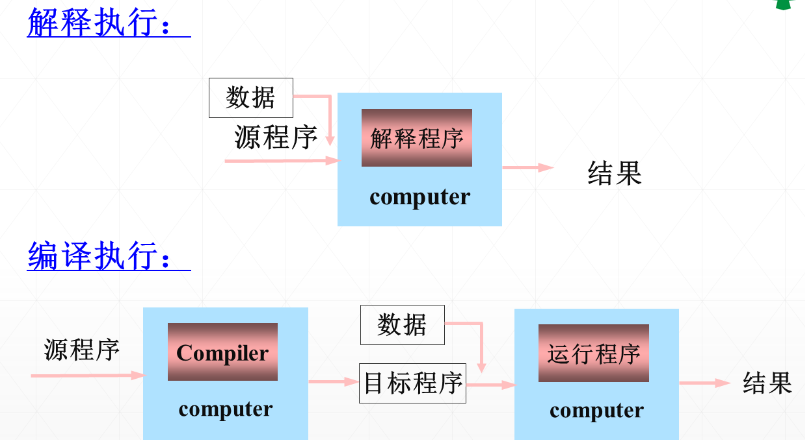 解释执行：
数据
源程序
解释程序
computer
结果
编译执行：
源程序
Compiler
computer
数据
目标程序
运行程序
computer
结果